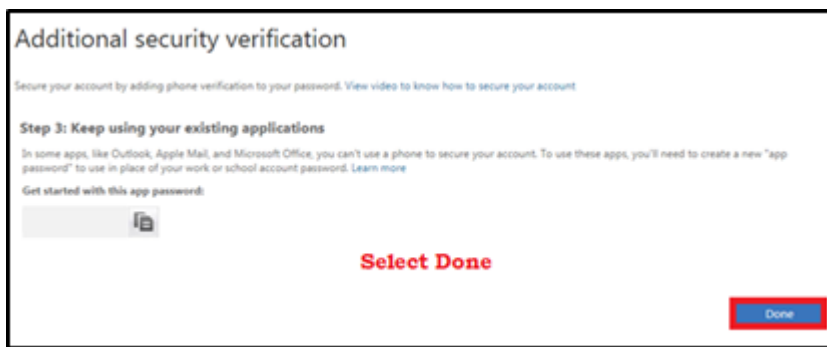 Additional security verification
Secure your account by adding phone verification to your password. View video to know how to secure your account
Step 3: Keep using your existing applications
In some apps, like Outlook, Apple Mail, and Microsoft Office, you can't use a phone to secure your account. To use these apps, you'll need to create a new "app
password" to use in place of your work or school account password. Learn more
Get started with this app password:
Select Done
Done